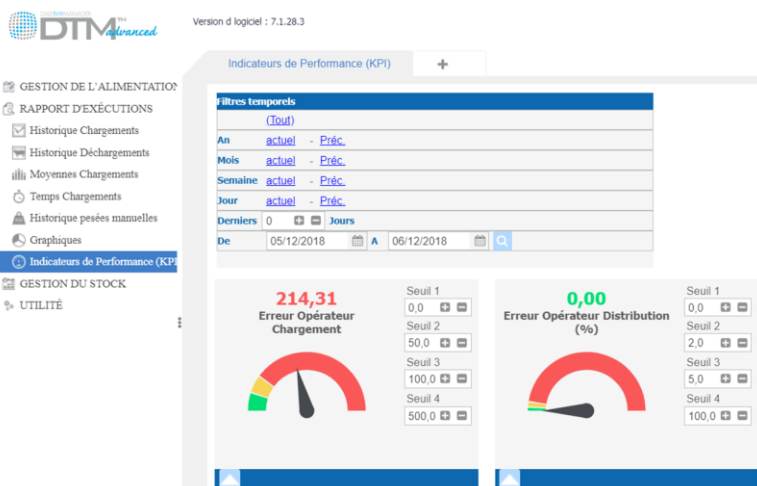 DTM™
advanced
Version d logiciel : 7.1.28.3
Indicateurs de Performance (KPI)
GESTION DE L'ALIMENTATION
RAPPORT D'EXÉCUTIONS
Historique Chargements
Historique Déchargements
Moyennes Chargements
Temps Chargements
Historique pesées manuelles
Graphiques
Indicateurs de Performance (KPI
GESTION DU STOCK
UTILITÉ
Filtres temporels
(Tout)
An actuel - Préc.
Mois actuel - Préc.
Semaine actuel - Préc.
Jour actuel - Préc.
Derniers 0 Jours
De 05/12/2018 A 06/12/2018
214,31
Erreur Opérateur
Chargement
Seuil 1
0,0
Seuil 2
50,0
Seuil 3
100,0
Seuil 4
500,0
0,00
Erreur Opérateur Distribution
(%)
Seuil 1
0,0
Seuil 2
2,0
Seuil 3
5,0
Seuil 4
100,0